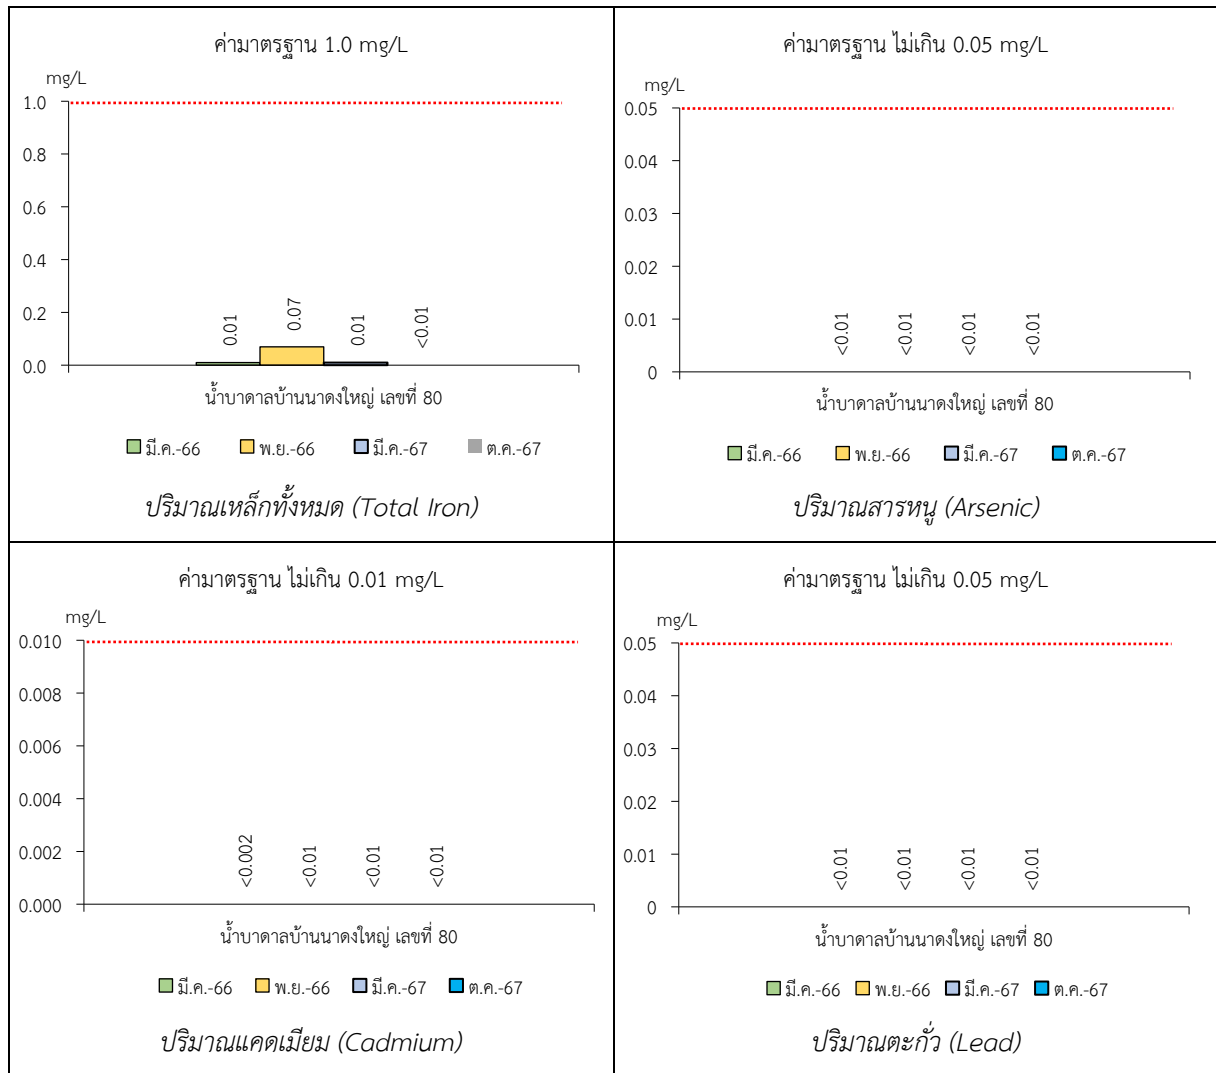 ค่ามาตรฐาน 1.0 mg/L
mg/L
1.0
0.8
0.6
0.4
0.2
0.0
0.01
0.07
0.01
<0.01
น้ำบาดาลบ้านนาดงใหญ่ เลขที่ 80
มี.ค.-66 พ.ย.-66 มี.ค.-67 ต.ค.-67
ปริมาณเหล็กทั้งหมด (Total Iron)
ค่ามาตรฐาน ไม่เกิน 0.05 mg/L
mg/L
0.05
0.04
0.03
0.02
0.01
0
<0.01
<0.01
<0.01
<0.01
น้ำบาดาลบ้านนาดงใหญ่ เลขที่ 80
มี.ค.-66 พ.ย.-66 มี.ค.-67 ต.ค.-67
ปริมาณสารหนู (Arsenic)
ค่ามาตรฐาน ไม่เกิน 0.01 mg/L
mg/L
0.010
0.008
0.006
0.004
0.002
0.000
<0.002
<0.01
<0.01
<0.01
น้ำบาดาลบ้านนาดงใหญ่ เลขที่ 80
มี.ค.-66 พ.ย.-66 มี.ค.-67 ต.ค.-67
ปริมาณแคดเมียม (Cadmium)
ค่ามาตรฐาน ไม่เกิน 0.05 mg/L
mg/L
0.05
0.04
0.03
0.02
0.01
0
<0.01
<0.01
<0.01
<0.01
น้ำบาดาลบ้านนาดงใหญ่ เลขที่ 80
มี.ค.-66 พ.ย.-66 มี.ค.-67 ต.ค.-67
ปริมาณตะกั่ว (Lead)